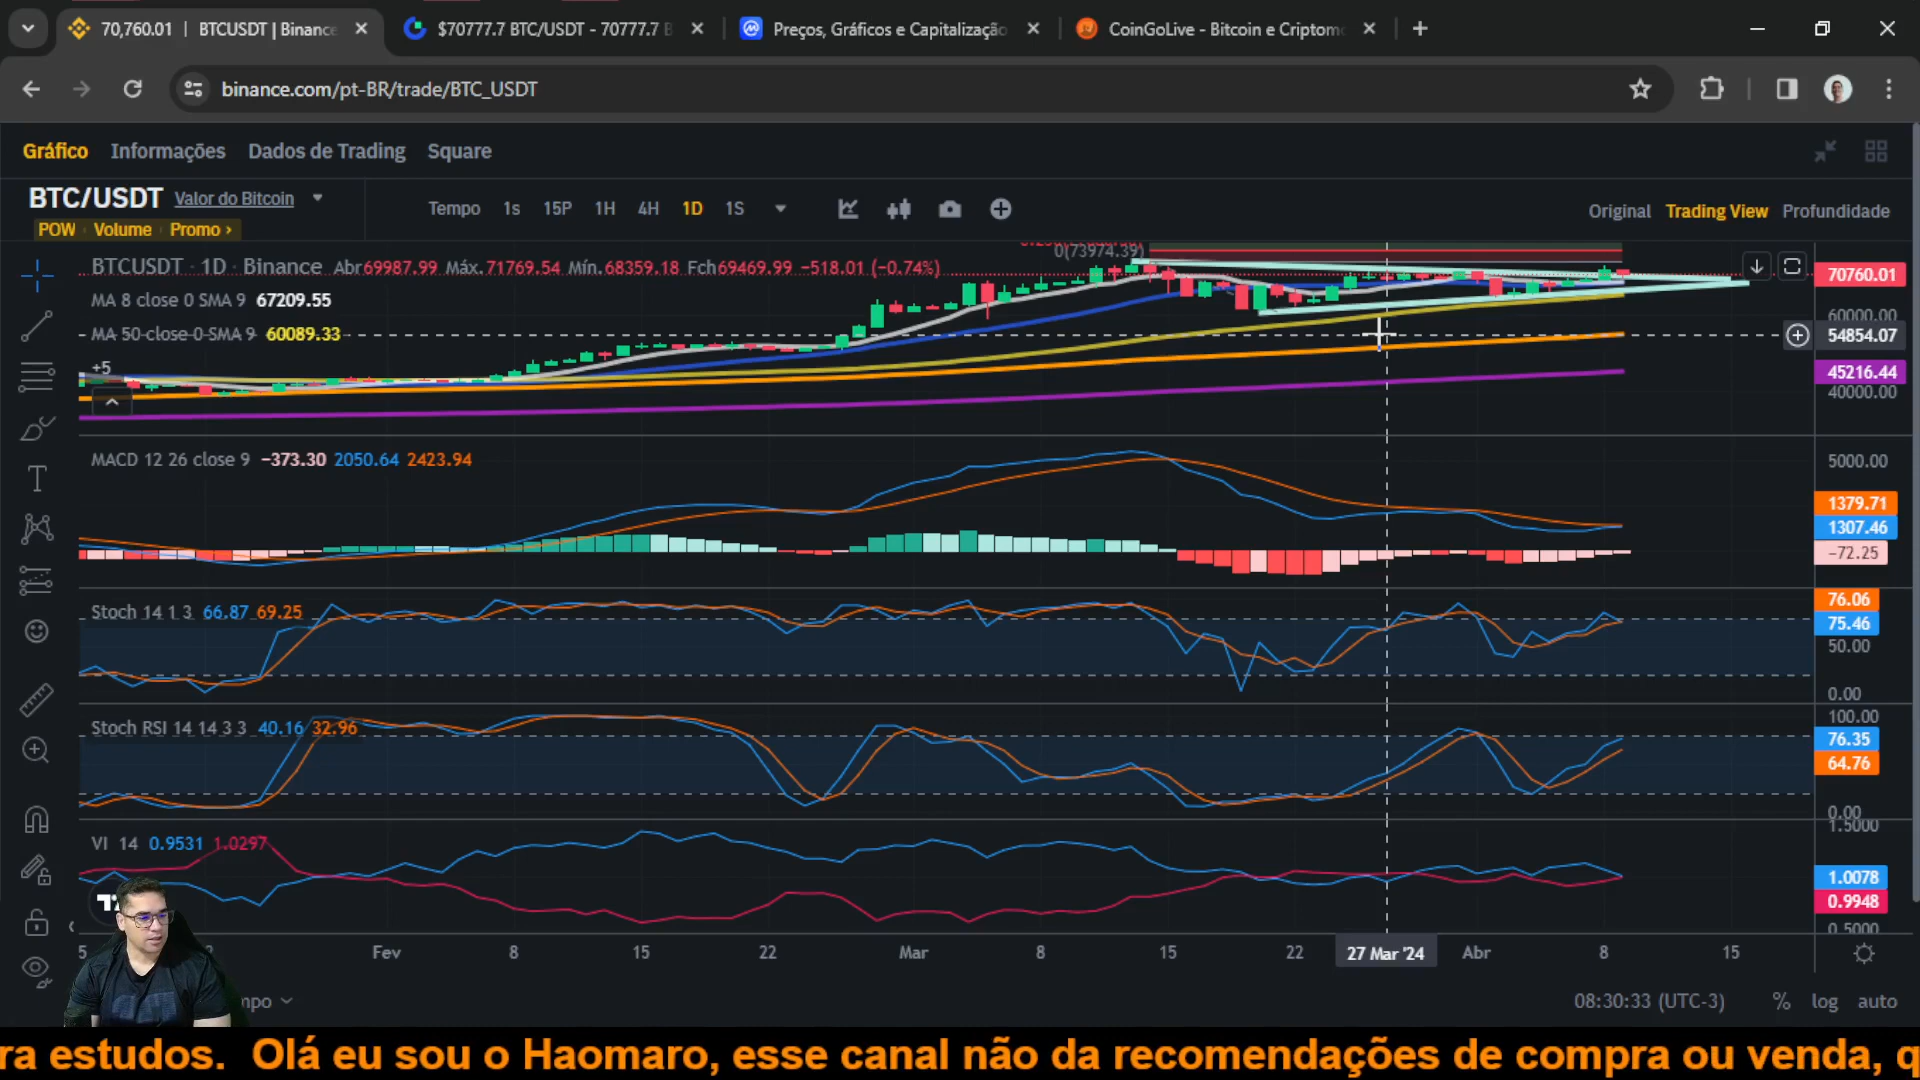 70,760.01 | BTCUSDT | Binance
$70777.7 BTC/USDT - 70777.7 B
Preços, Gráficos e Capitalização
CoinGoLive - Bitcoin e Criptom
binance.com/pt-BR/trade/BTC_USDT
Gráfico Informações Dados de Trading Square
BTC/USDT Valor do Bitcoin
POW · Volume · Promo ›
Tempo 1s 15P 1H 4H 1D 1S
Original Trading View Profundidade
0(73974.39)
BTCUSDT · 1D · Binance Abr69987.99 Máx.71769.54 Mín.68359.18 Fch69469.99 −518.01 (−0.74%)
70760.01
MA 8 close 0 SMA 9 67209.55
60000.00
MA 50 close 0 SMA 9 60089.33
54854.07
+5
45216.44
40000.00
MACD 12 26 close 9 −373.30 2050.64 2423.94
5000.00
1379.71
1307.46
−72.25
Stoch 14 1 3 66.87 69.25
76.06
75.46
50.00
0.00
Stoch RSI 14 14 3 3 40.16 32.96
100.00
76.35
64.76
0.00
1.5000
VI 14 0.9531 1.0297
1.0078
0.9948
0.5000
5 Fev 8 15 22 Mar 8 15 22 27 Mar '24 Abr 8 15
mpo
08:30:33 (UTC-3) % log auto
ra estudos. Olá eu sou o Haomaro, esse canal não da recomendações de compra ou venda, q